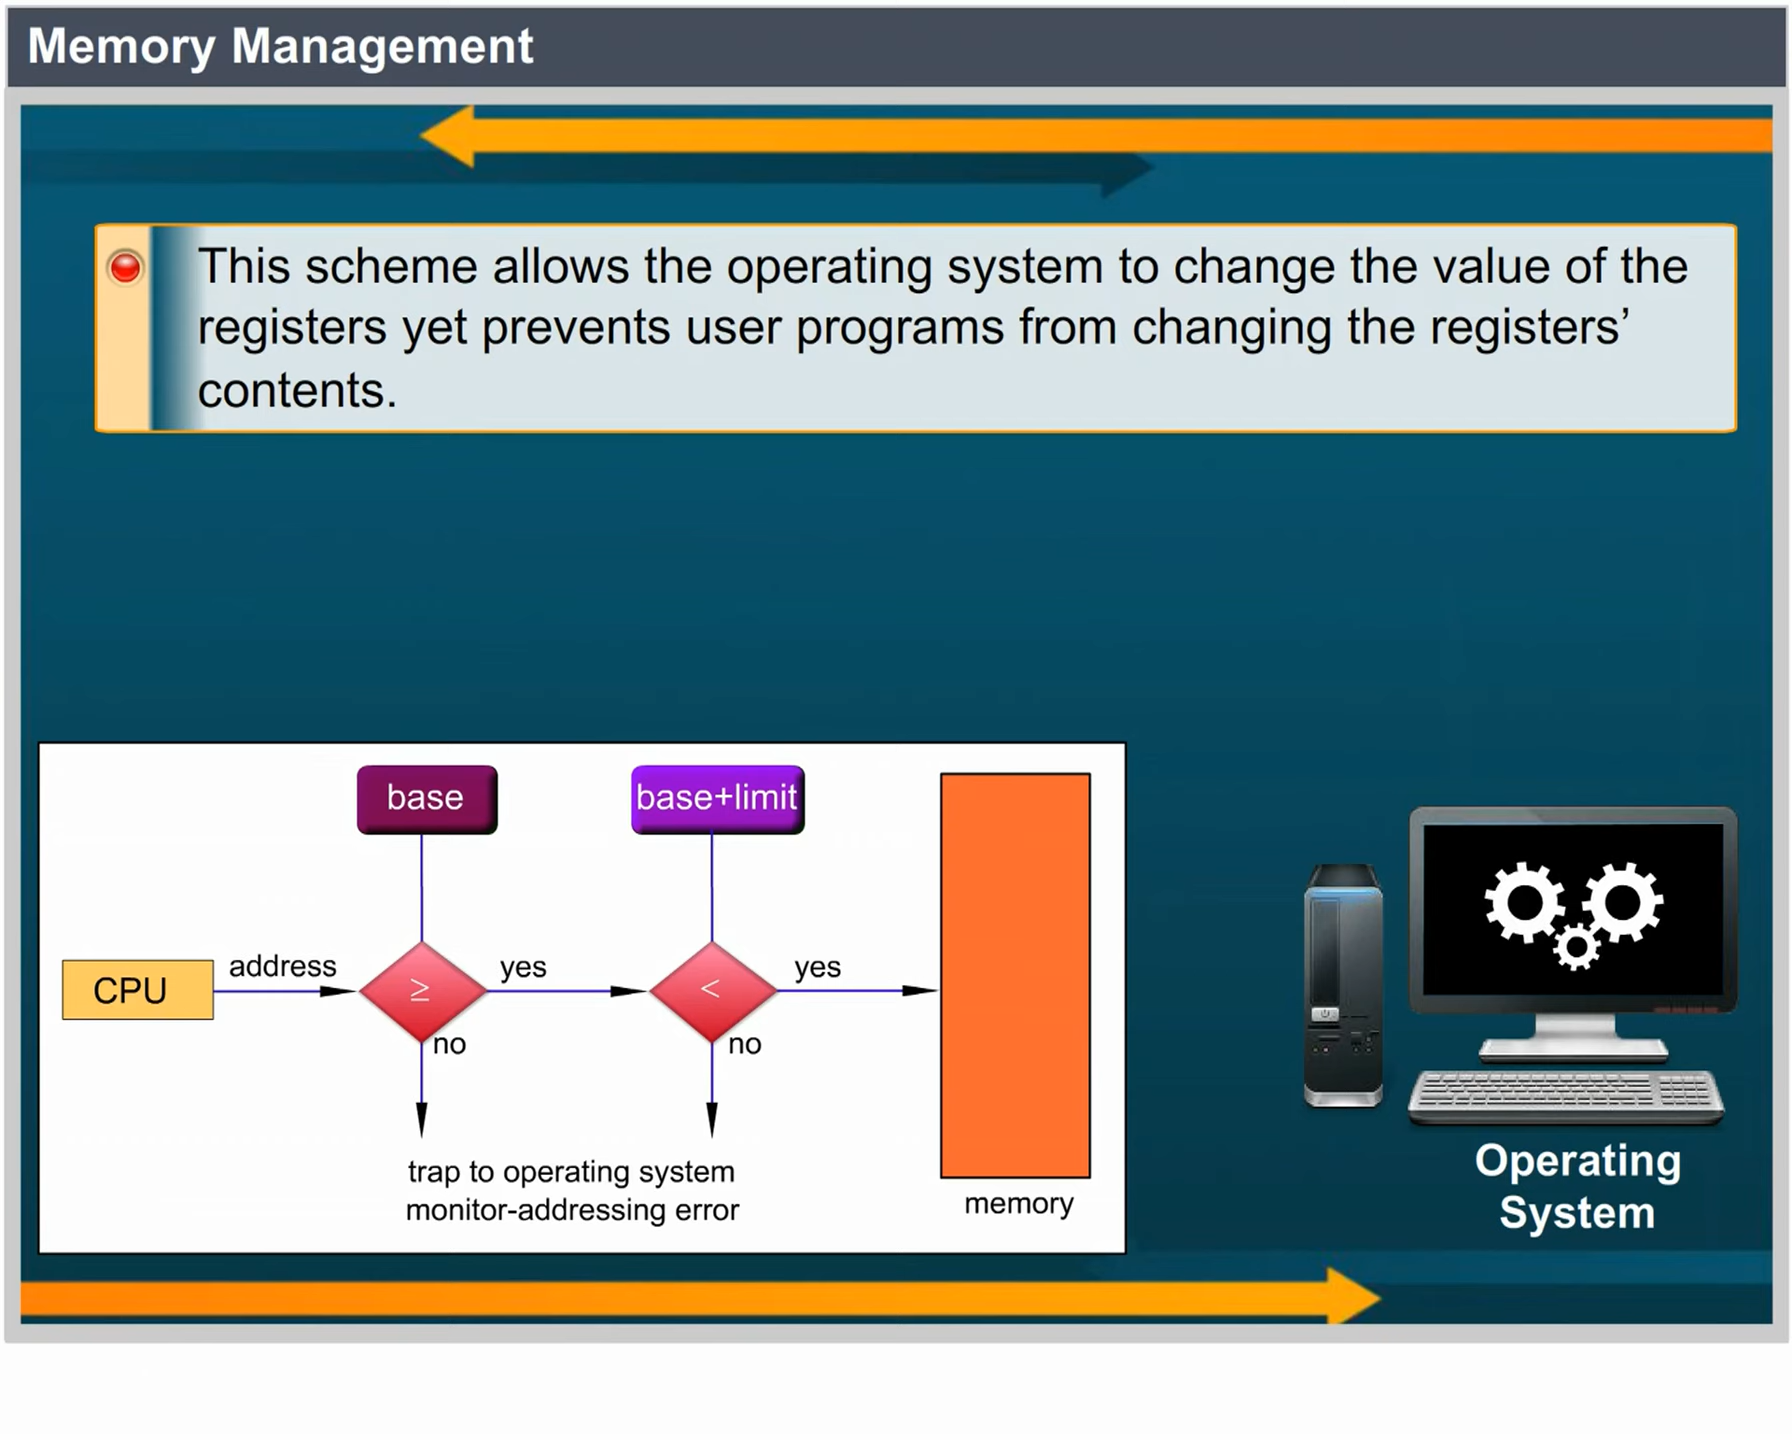 Memory Management
This scheme allows the operating system to change the value of the
registers yet prevents user programs from changing the registers’
contents.
base
base+limit
CPU
address
≥
yes
<
yes
no
no
trap to operating system
monitor-addressing error
memory
Operating
System